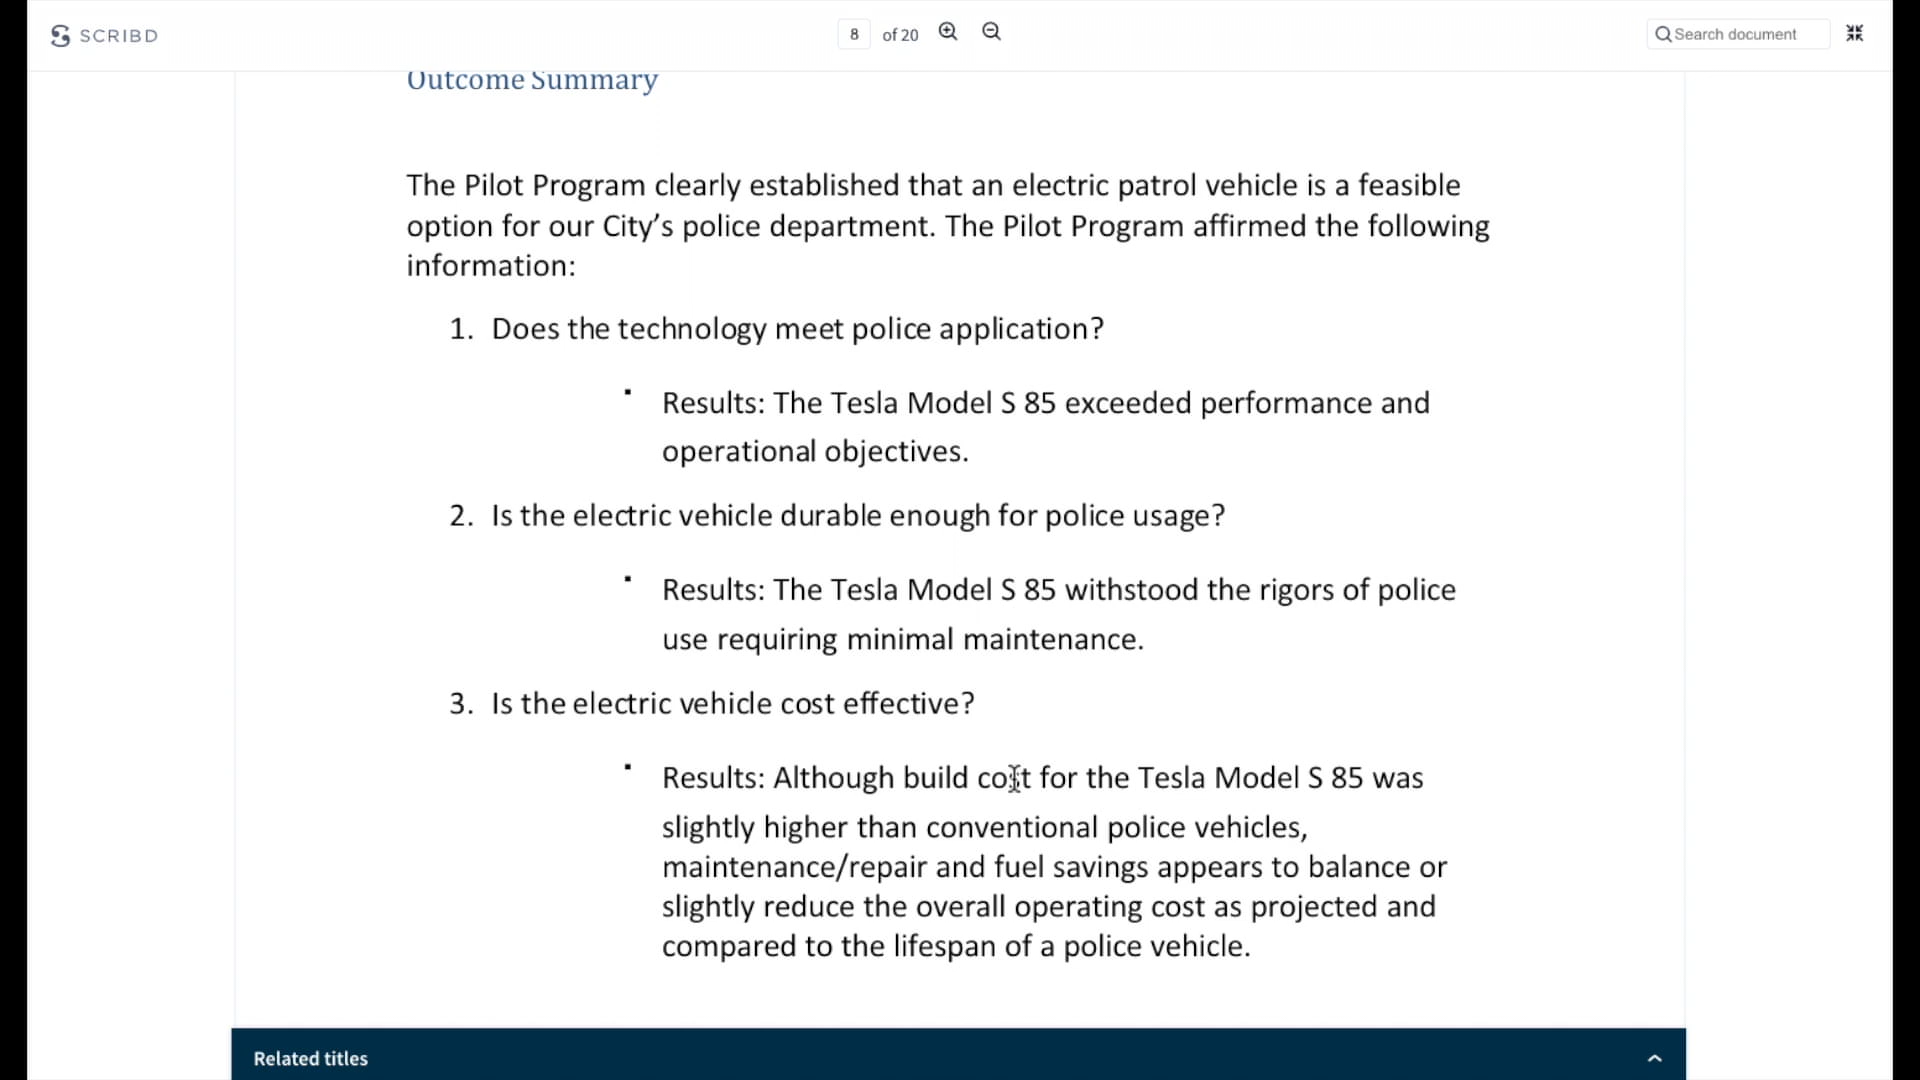 SCRIBD
8 of 20
Search document
Outcome Summary
The Pilot Program clearly established that an electric patrol vehicle is a feasible
option for our City’s police department. The Pilot Program affirmed the following
information:
1. Does the technology meet police application?
▪ Results: The Tesla Model S 85 exceeded performance and
operational objectives.
2. Is the electric vehicle durable enough for police usage?
▪ Results: The Tesla Model S 85 withstood the rigors of police
use requiring minimal maintenance.
3. Is the electric vehicle cost effective?
▪ Results: Although build cost for the Tesla Model S 85 was
slightly higher than conventional police vehicles,
maintenance/repair and fuel savings appears to balance or
slightly reduce the overall operating cost as projected and
compared to the lifespan of a police vehicle.
Related titles